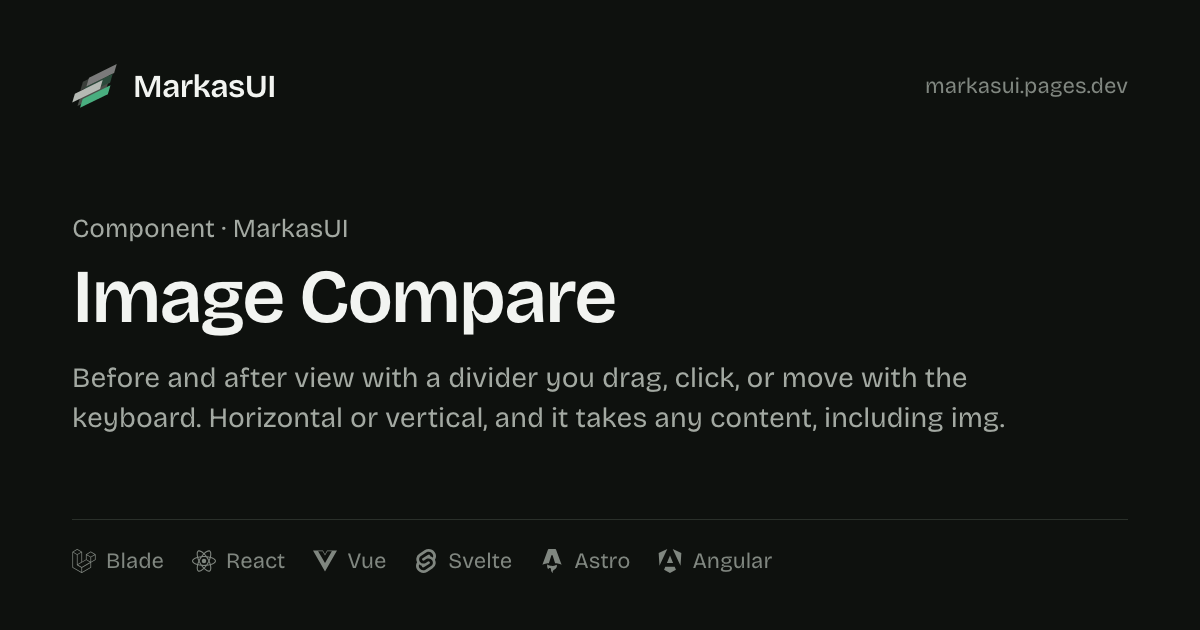 MarkasUI
markasui.pages.dev
Component · MarkasUI
Image Compare
Before and after view with a divider you drag, click, or move with the
keyboard. Horizontal or vertical, and it takes any content, including img.
Blade React Vue Svelte Astro Angular